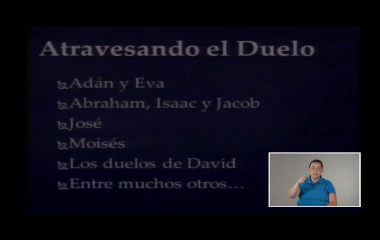 Atravesando el Duelo
Adán y Eva
Abraham, Isaac y Jacob
José
Moisés
Los duelos de David
Entre muchos otros...